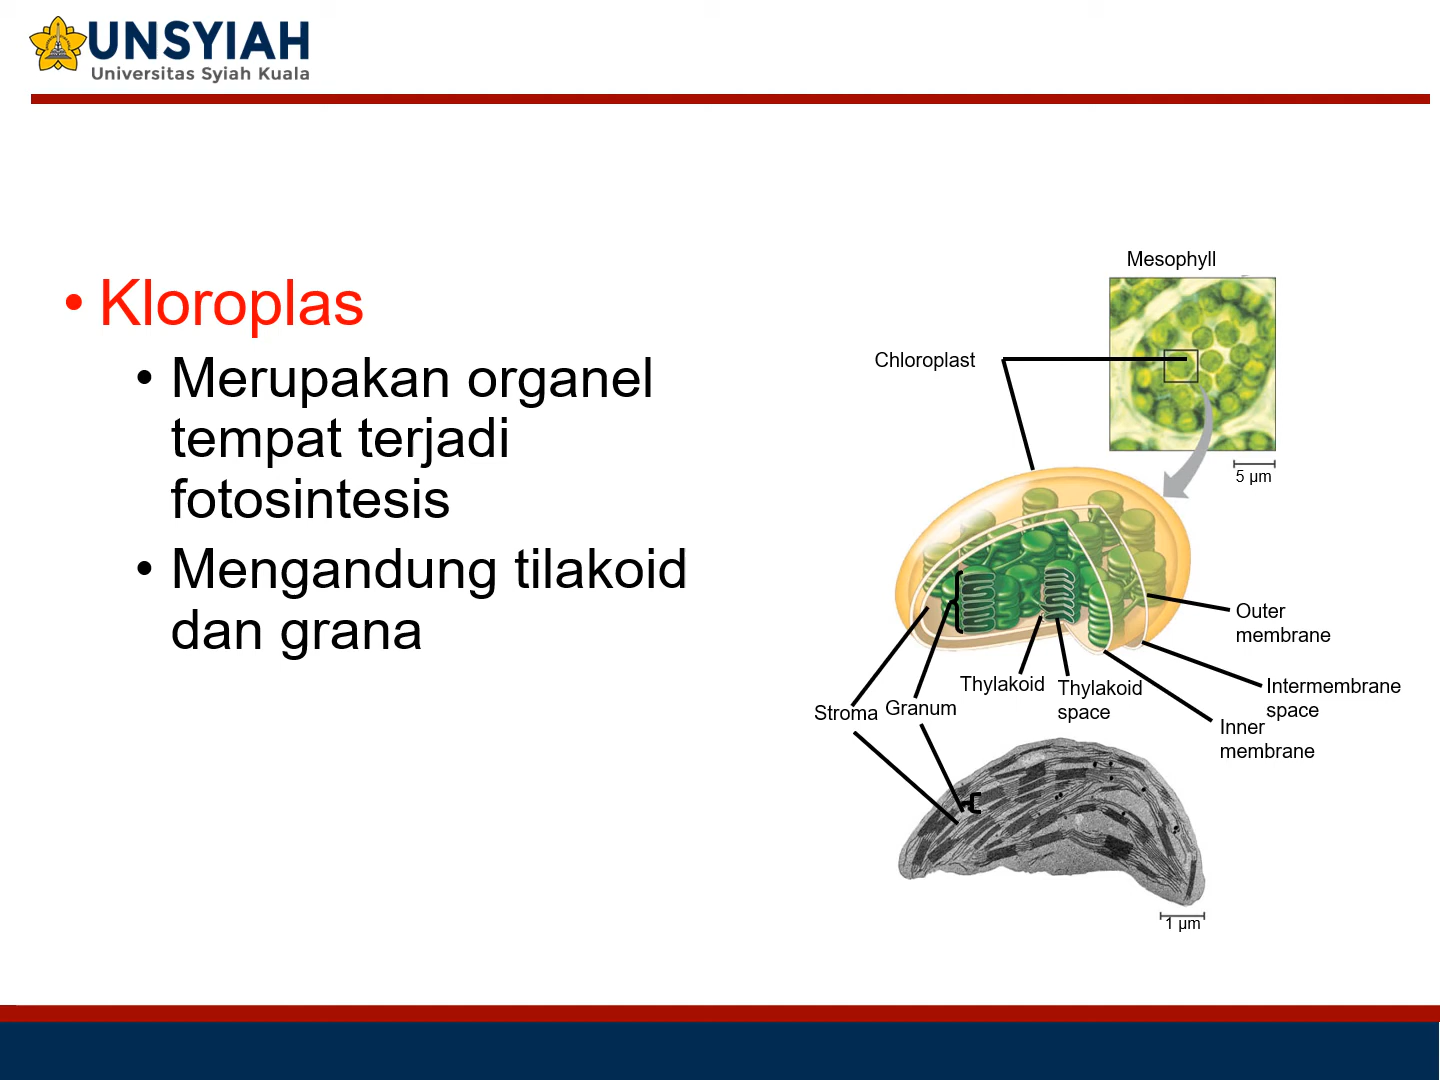 UNSYIAH
Universitas Syiah Kuala
• Kloroplas
• Merupakan organel
tempat terjadi
fotosintesis
• Mengandung tilakoid
dan grana
Mesophyll
Chloroplast
5 µm
Outer
membrane
Intermembrane
space
Inner
membrane
Thylakoid
Thylakoid
space
Stroma
Granum
1 µm